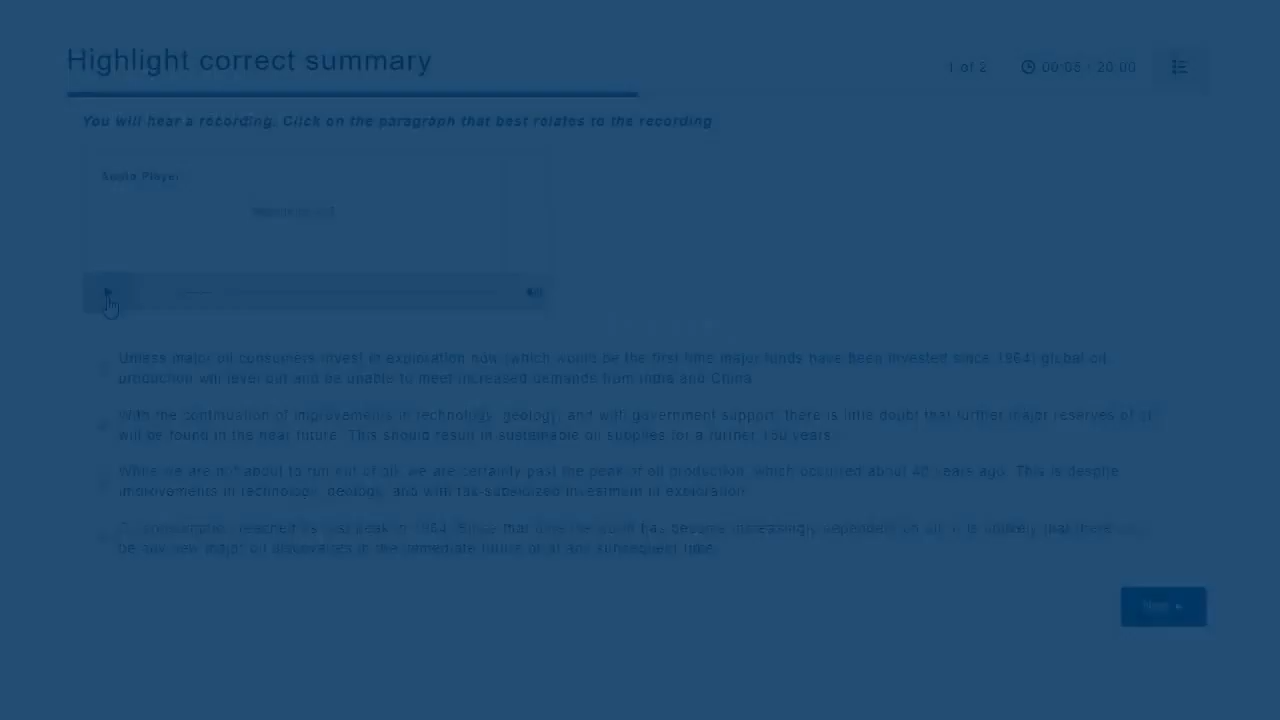 Highlight correct summary
1 of 2
00:05 / 20:00
You will hear a recording. Click on the paragraph that best relates to the recording
Audio Player
Unless major oil consumers invest in exploration now (which would be the first time major funds have been invested since 1964) global oil
production will level out and be unable to meet increased demands from India and China
With the continuation of improvements in technology, geology, and with government support, there is little doubt that further major reserves of oil
will be found in the near future. This should result in sustainable oil supplies for a further 150 years.
While we are not about to run out of oil, we are certainly past the peak of oil production, which occurred about 40 years ago. This is despite
improvements in technology, geology, and with tax-subsidized investment in exploration.
reached its peak in 1964. Since that time the world has become increasingly dependent on oil. It is unlikely that there
be any new major oil discoveries in the immediate future or at any subsequent time.
Next